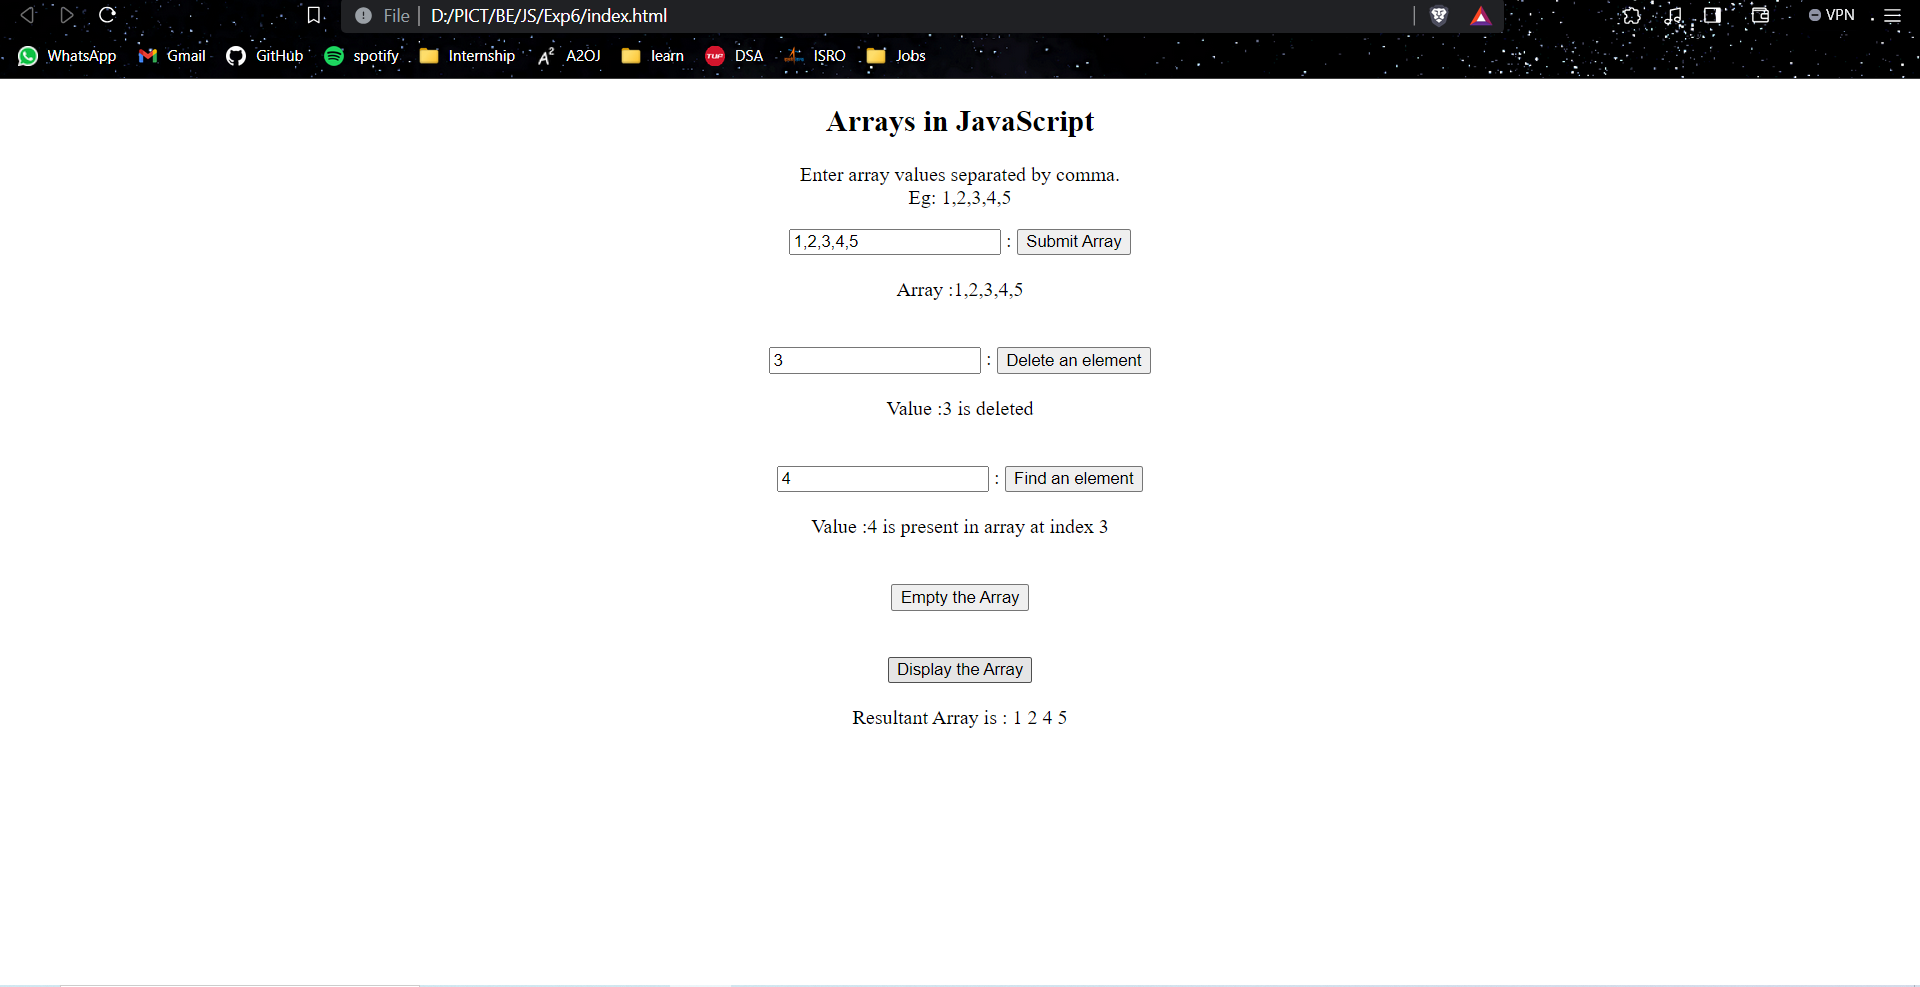 File D:/PICT/BE/JS/Exp6/index.html VPN
WhatsApp Gmail GitHub spotify Internship A² A2OJ learn TUF DSA ISRO Jobs
Arrays in JavaScript
Enter array values separated by comma.
Eg: 1,2,3,4,5
1,2,3,4,5 : Submit Array
Array :1,2,3,4,5
3 : Delete an element
Value :3 is deleted
4 : Find an element
Value :4 is present in array at index 3
Empty the Array
Display the Array
Resultant Array is : 1 2 4 5